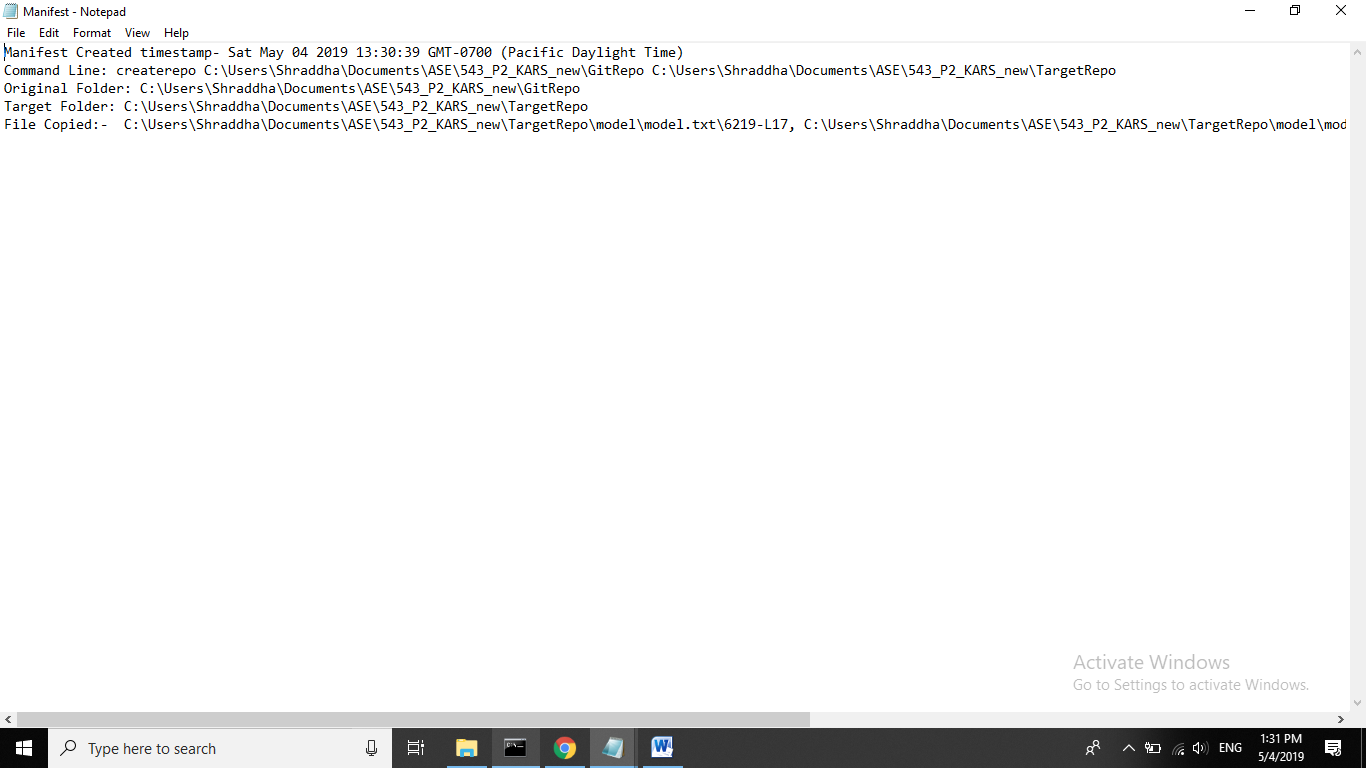 Manifest - Notepad
File Edit Format View Help
Manifest Created timestamp- Sat May 04 2019 13:30:39 GMT-0700 (Pacific Daylight Time)
Command Line: createrepo C:\Users\Shraddha\Documents\ASE\543_P2_KARS_new\GitRepo C:\Users\Shraddha\Documents\ASE\543_P2_KARS_new\TargetRepo
Original Folder: C:\Users\Shraddha\Documents\ASE\543_P2_KARS_new\GitRepo
Target Folder: C:\Users\Shraddha\Documents\ASE\543_P2_KARS_new\TargetRepo
File Copied:-  C:\Users\Shraddha\Documents\ASE\543_P2_KARS_new\TargetRepo\model\model.txt\6219-L17, C:\Users\Shraddha\Documents\ASE\543_P2_KARS_new\TargetRepo\model\mod
Activate Windows
Go to Settings to activate Windows.
Type here to search
ENG
1:31 PM
5/4/2019